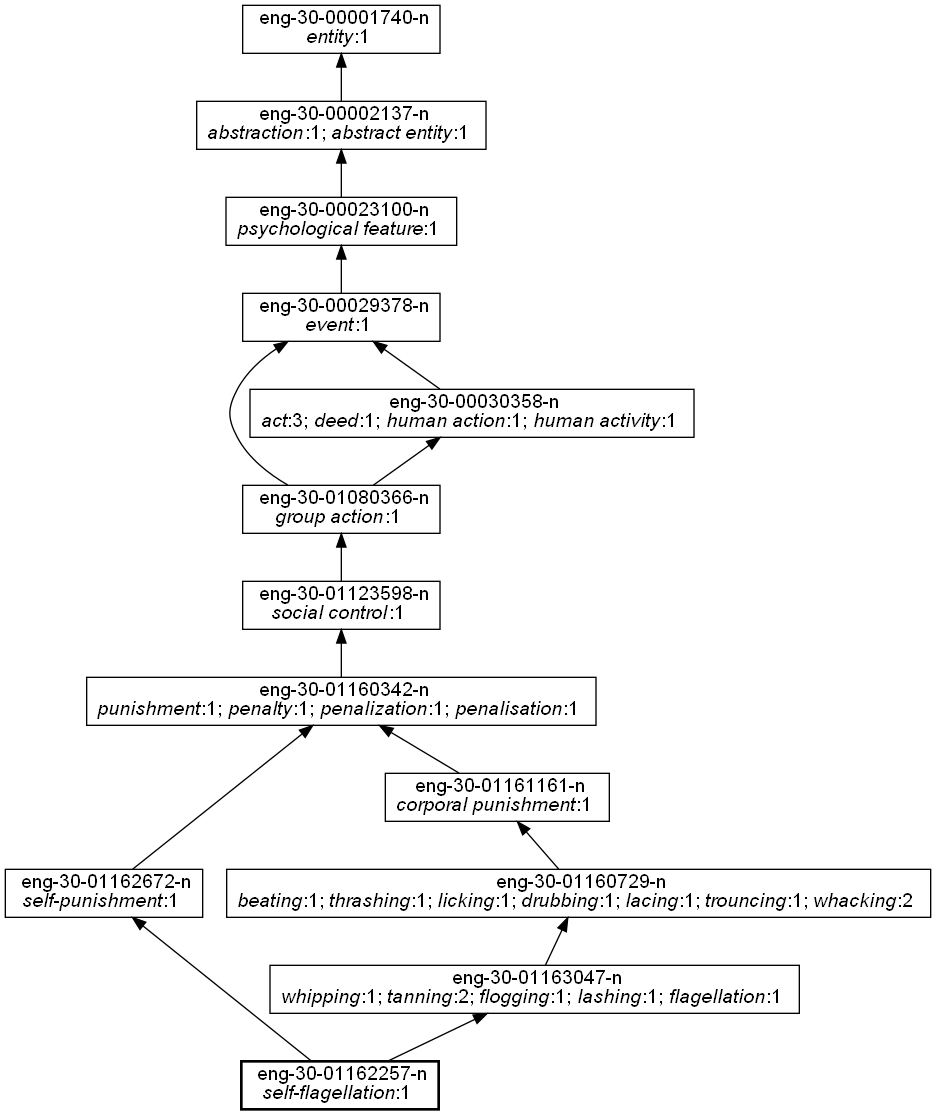 eng-30-00001740-n
entity:1
eng-30-00002137-n
abstraction:1; abstract entity:1
eng-30-00023100-n
psychological feature:1
eng-30-00029378-n
event:1
eng-30-00030358-n
act:3; deed:1; human action:1; human activity:1
eng-30-01080366-n
group action:1
eng-30-01123598-n
social control:1
eng-30-01160342-n
punishment:1; penalty:1; penalization:1; penalisation:1
eng-30-01161161-n
corporal punishment:1
eng-30-01162672-n
self-punishment:1
eng-30-01160729-n
beating:1; thrashing:1; licking:1; drubbing:1; lacing:1; trouncing:1; whacking:2
eng-30-01163047-n
whipping:1; tanning:2; flogging:1; lashing:1; flagellation:1
eng-30-01162257-n
self-flagellation:1